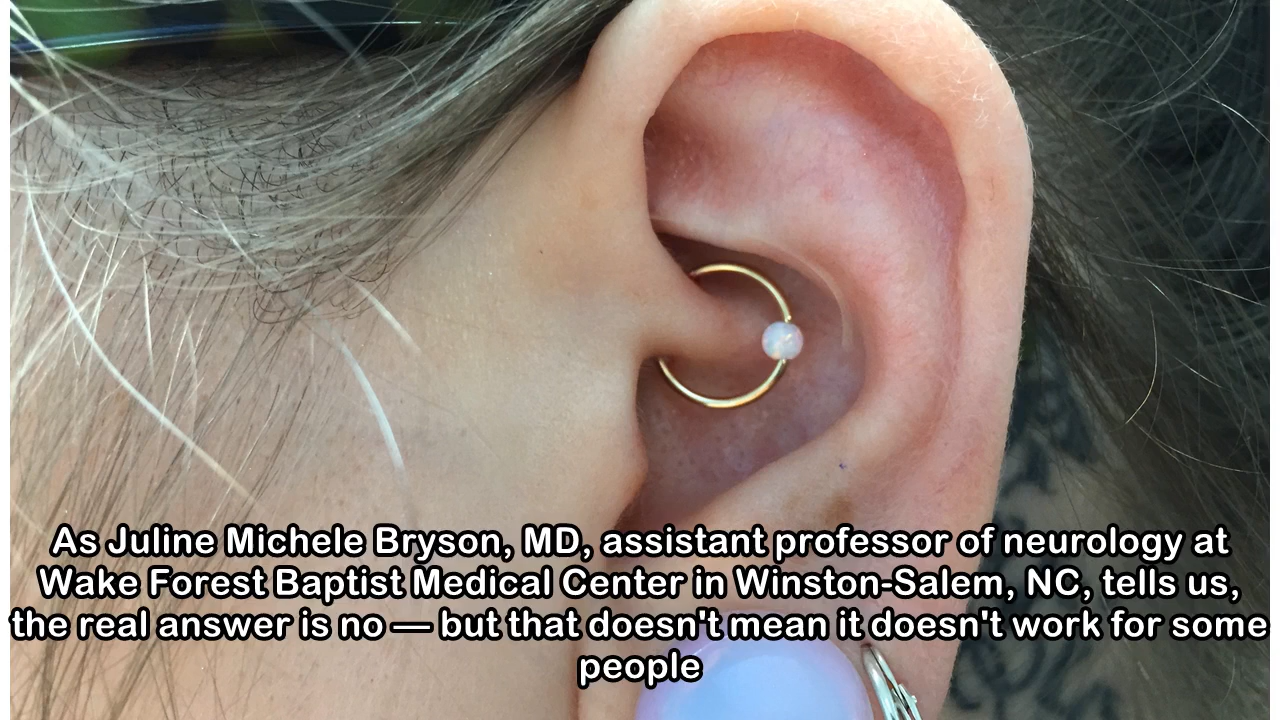 As Juline Michele Bryson, MD, assistant professor of neurology at
Wake Forest Baptist Medical Center in Winston-Salem, NC, tells us,
the real answer is no — but that doesn't mean it doesn't work for some
people